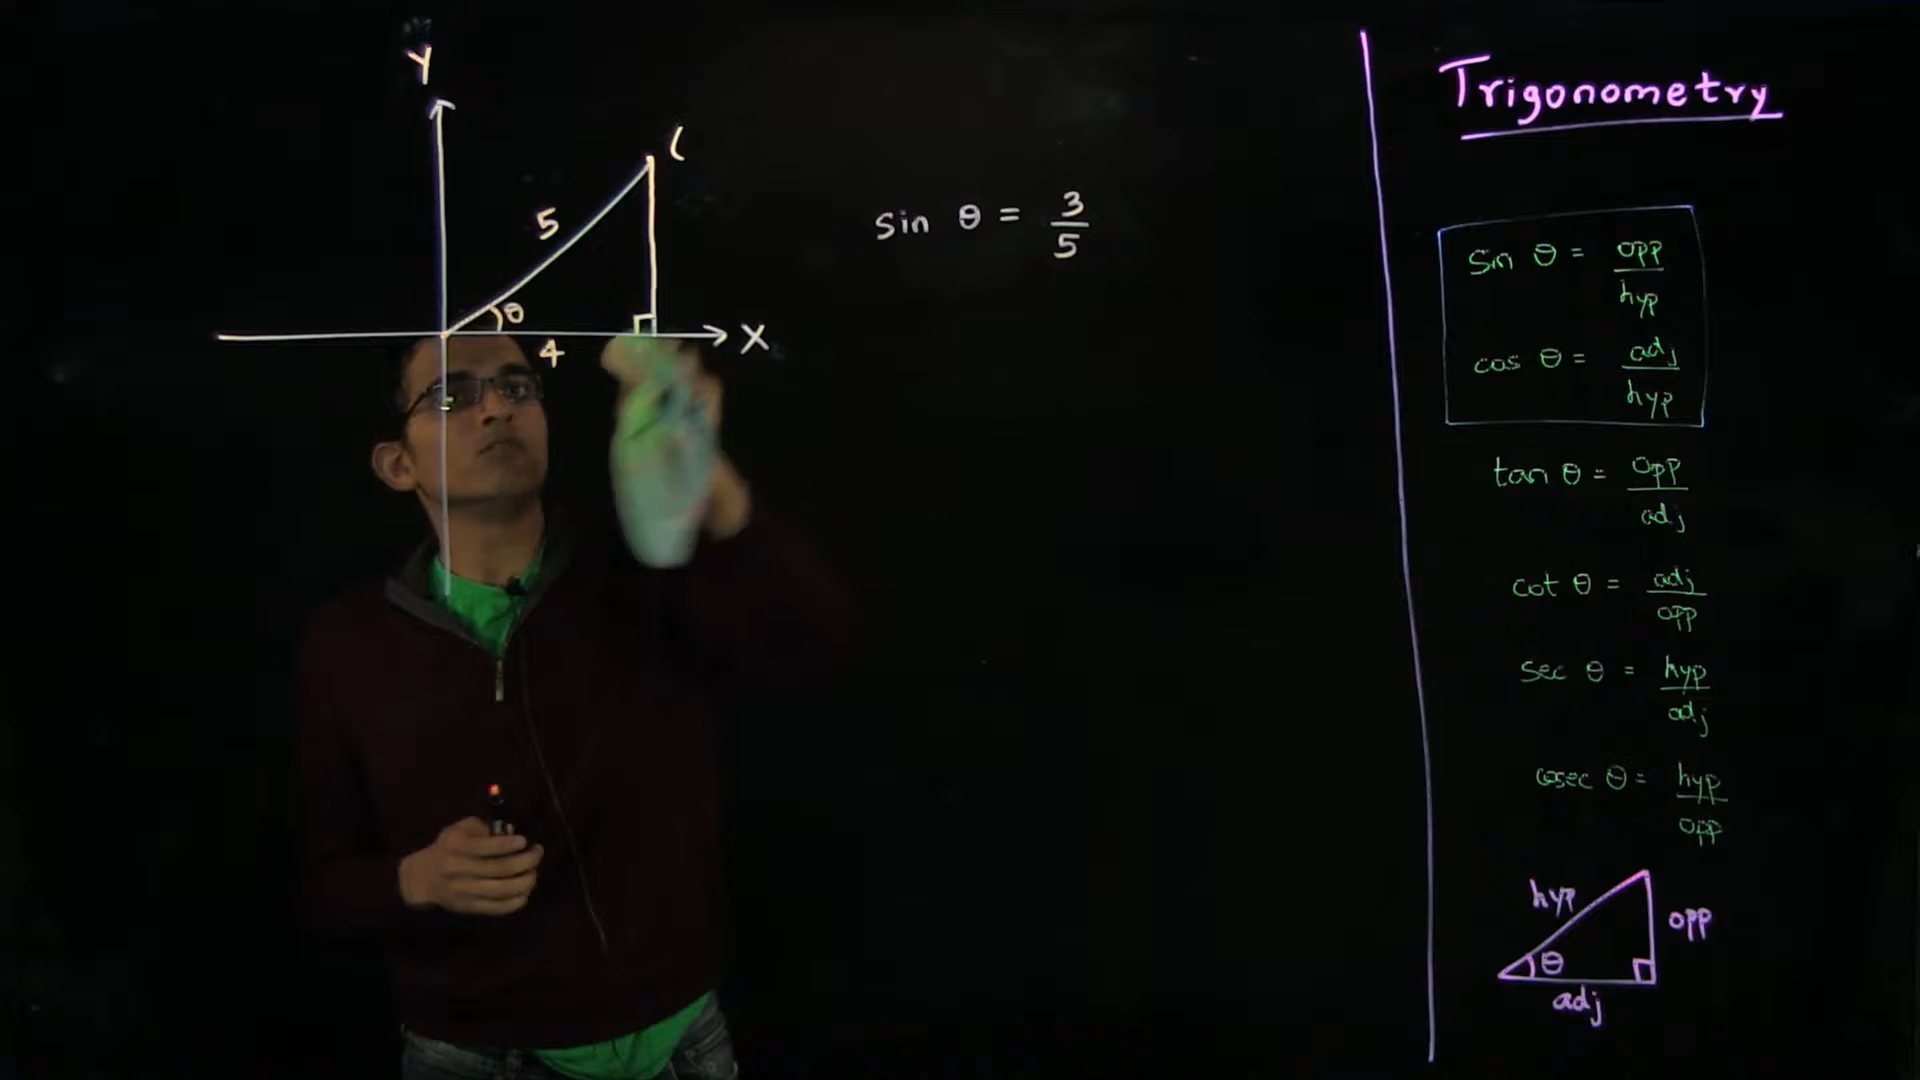 Y
(
5
θ
4
X
sin θ = 3/5
Trigonometry
sin θ = opp/hyp
cos θ = adj/hyp
tan θ = opp/adj
cot θ = adj/opp
sec θ = hyp/adj
cosec θ = hyp/opp
hyp
opp
θ
adj